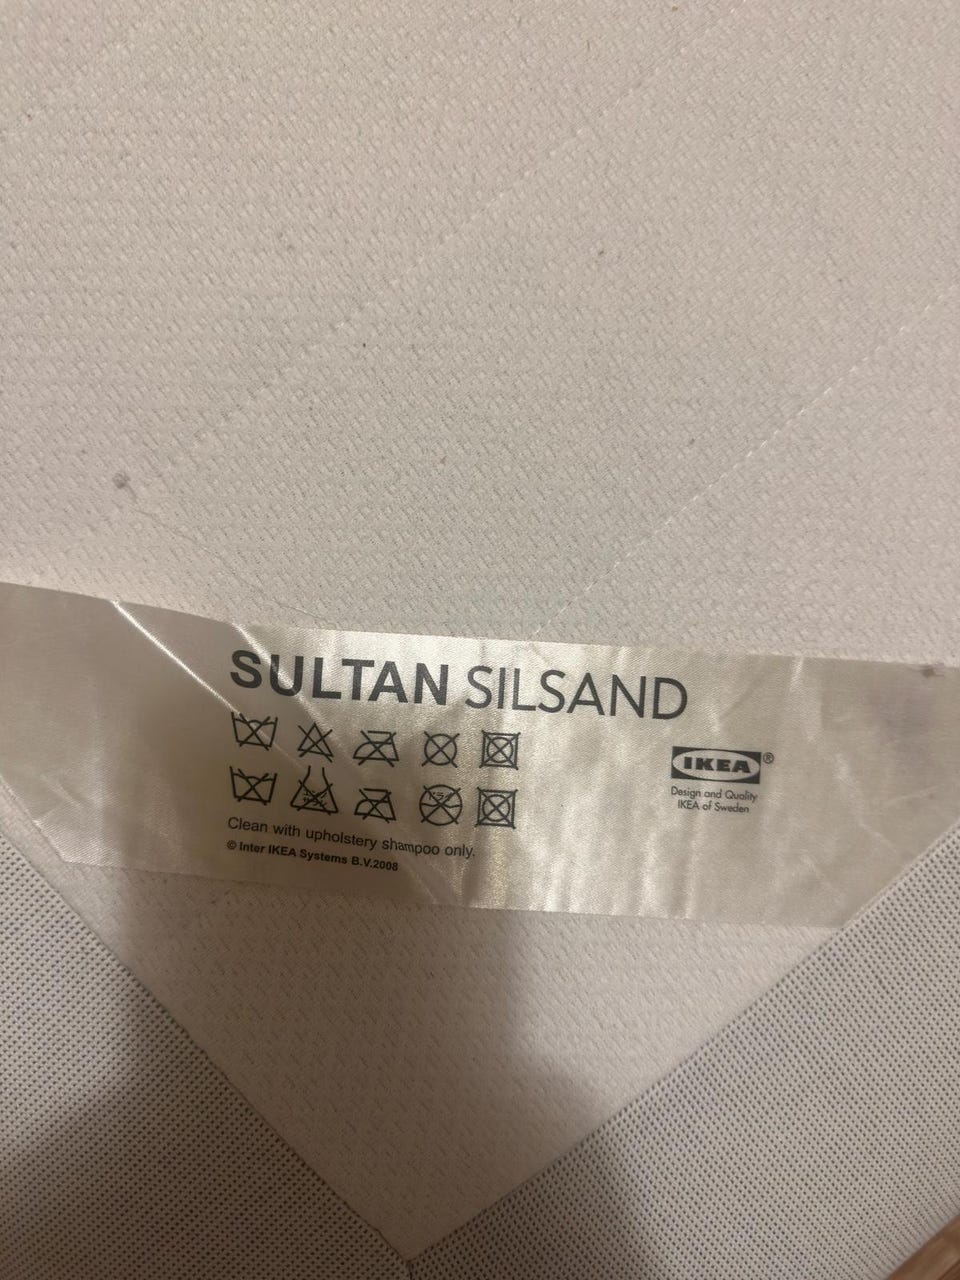 SULTAN SILSAND
IKEA®
Design and Quality
IKEA of Sweden
Clean with upholstery shampoo only.
© Inter IKEA Systems B.V.2008